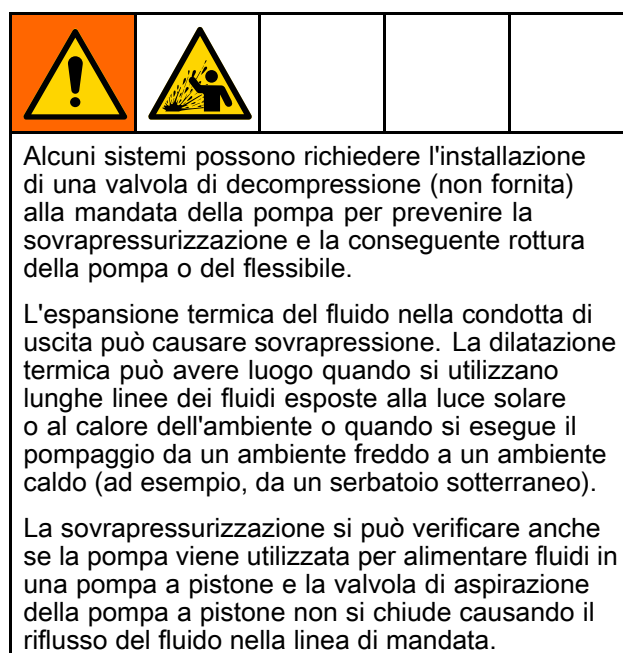 Alcuni sistemi possono richiedere l'installazione
di una valvola di decompressione (non fornita)
alla mandata della pompa per prevenire la
sovrapressurizzazione e la conseguente rottura
della pompa o del flessibile.
L'espansione termica del fluido nella condotta di
uscita può causare sovrapressione. La dilatazione
termica può avere luogo quando si utilizzano
lunghe linee dei fluidi esposte alla luce solare
o al calore dell'ambiente o quando si esegue il
pompaggio da un ambiente freddo a un ambiente
caldo (ad esempio, da un serbatoio sotterraneo).
La sovrapressurizzazione si può verificare anche
se la pompa viene utilizzata per alimentare fluidi in
una pompa a pistone e la valvola di aspirazione
della pompa a pistone non si chiude causando il
riflusso del fluido nella linea di mandata.